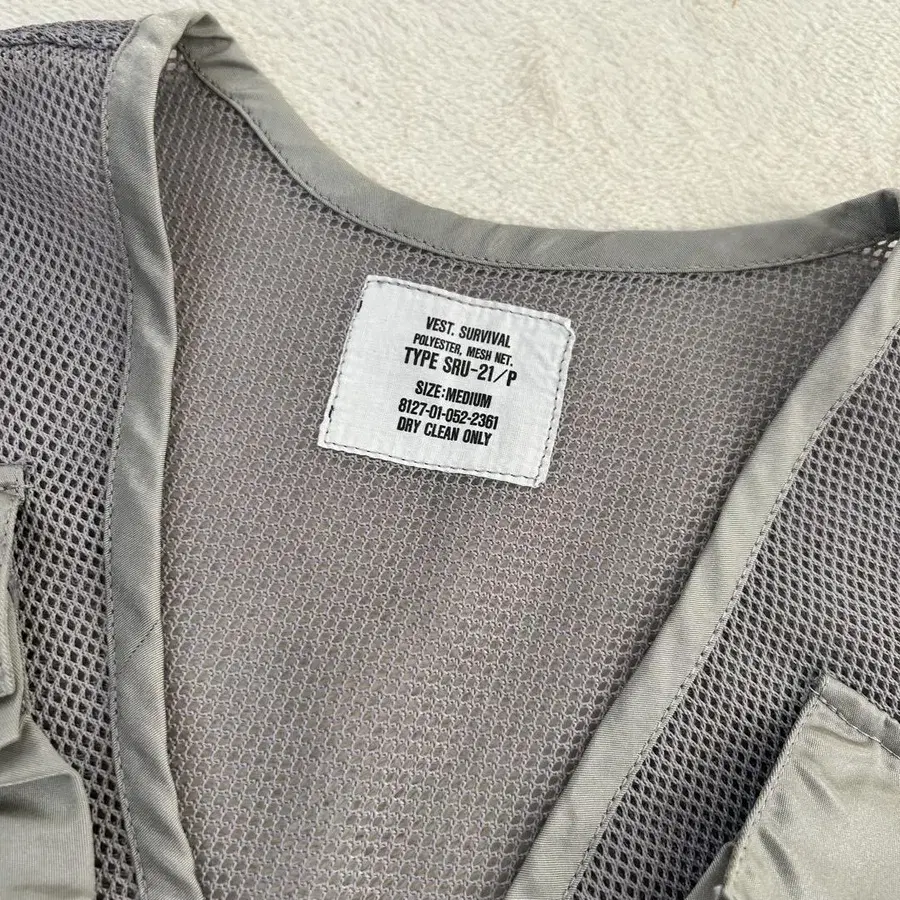 VEST, SURVIVAL
POLYESTER, MESH NET.
TYPE SRU-21/P
SIZE:MEDIUM
8127-01-052-2361
DRY CLEAN ONLY